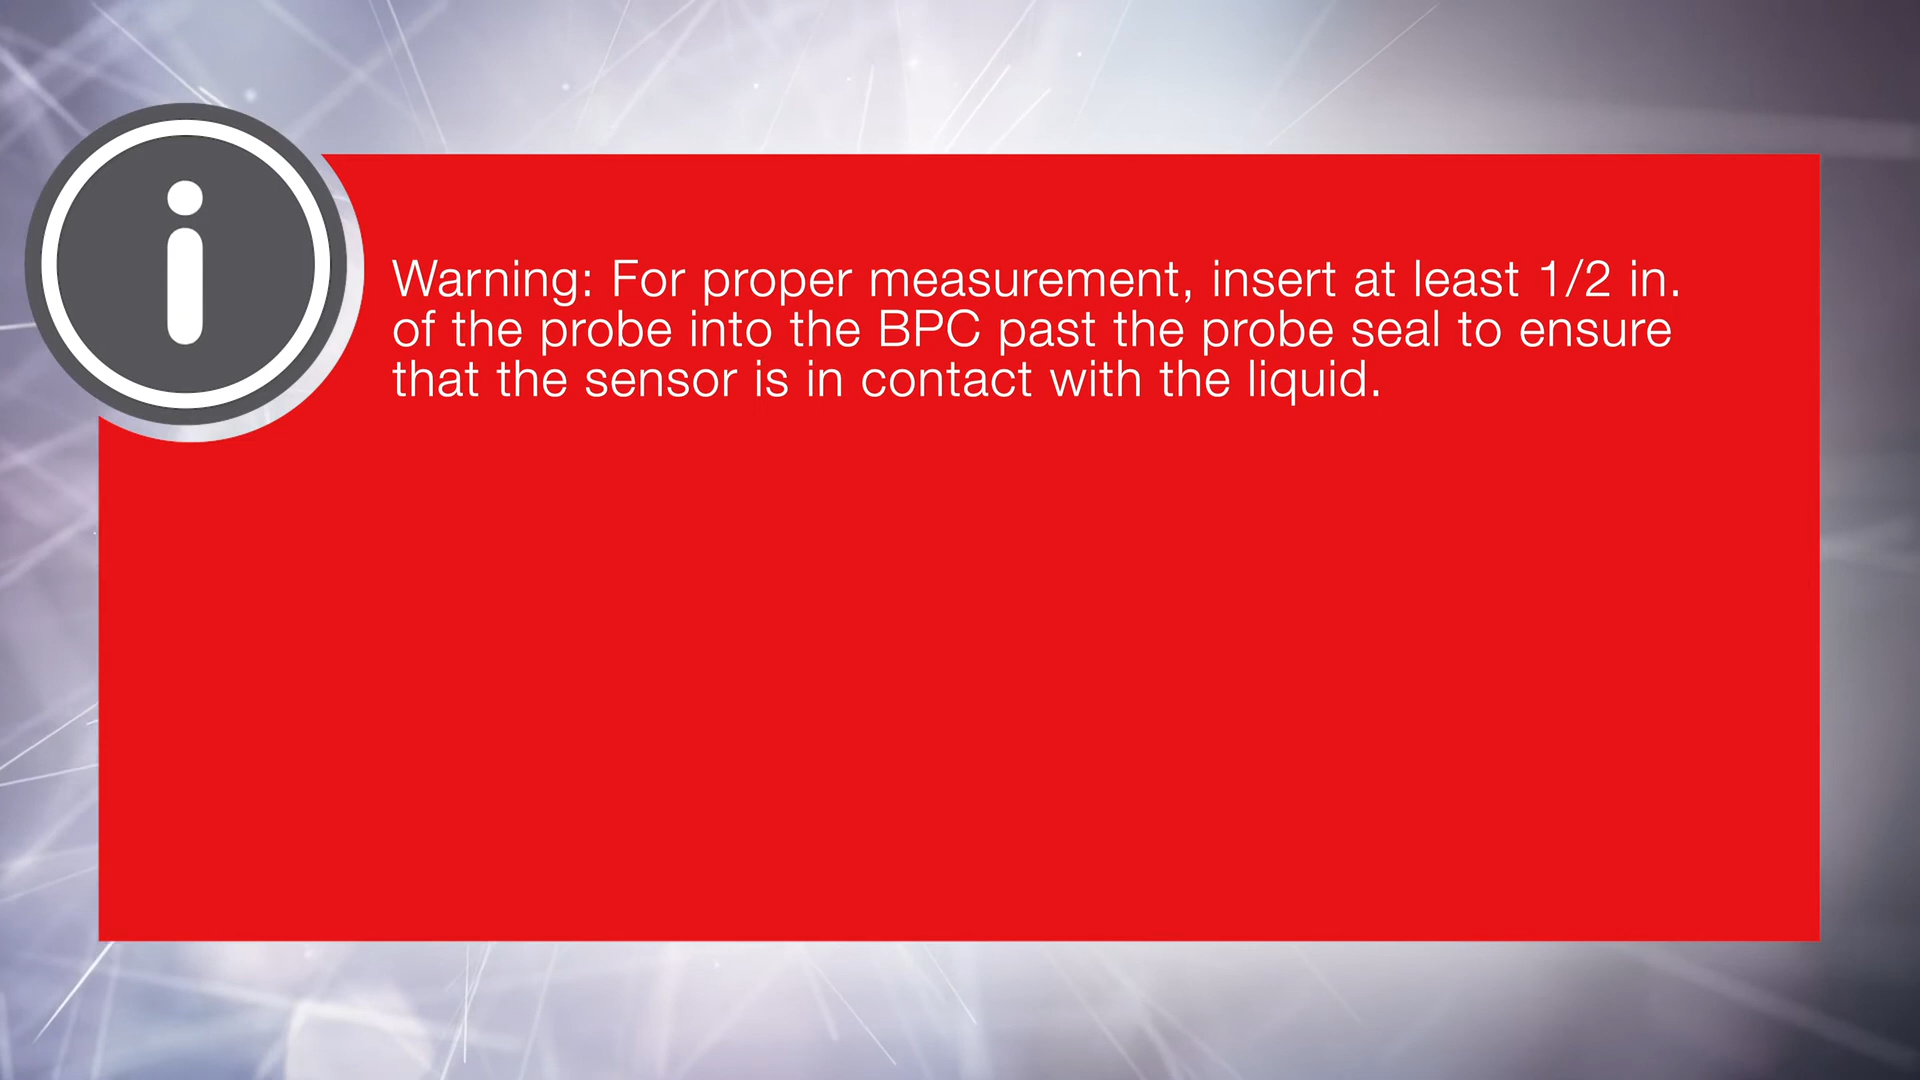 Warning: For proper measurement, insert at least 1/2 in.
of the probe into the BPC past the probe seal to ensure
that the sensor is in contact with the liquid.